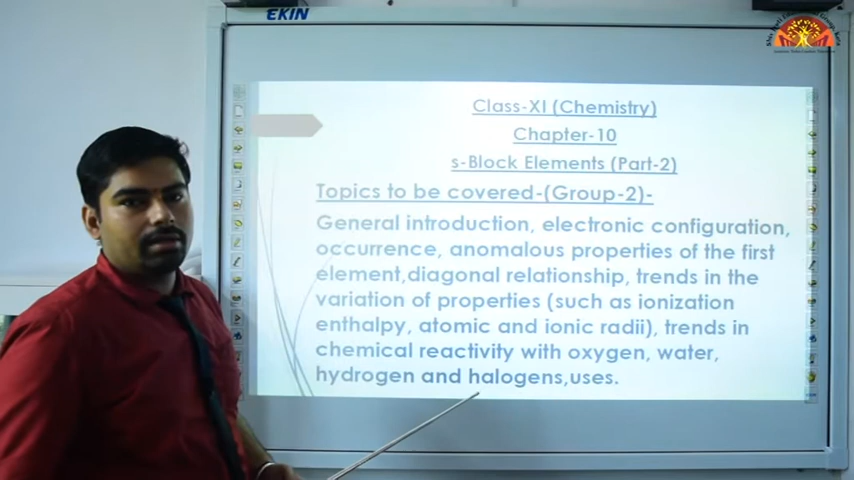 EKIN
Class-XI (Chemistry)
Chapter-10
s-Block Elements (Part-2)
Topics to be covered-(Group-2)-
General introduction, electronic configuration,
occurrence, anomalous properties of the first
element,diagonal relationship, trends in the
variation of properties (such as ionization
enthalpy, atomic and ionic radii), trends in
chemical reactivity with oxygen, water,
hydrogen and halogens,uses.